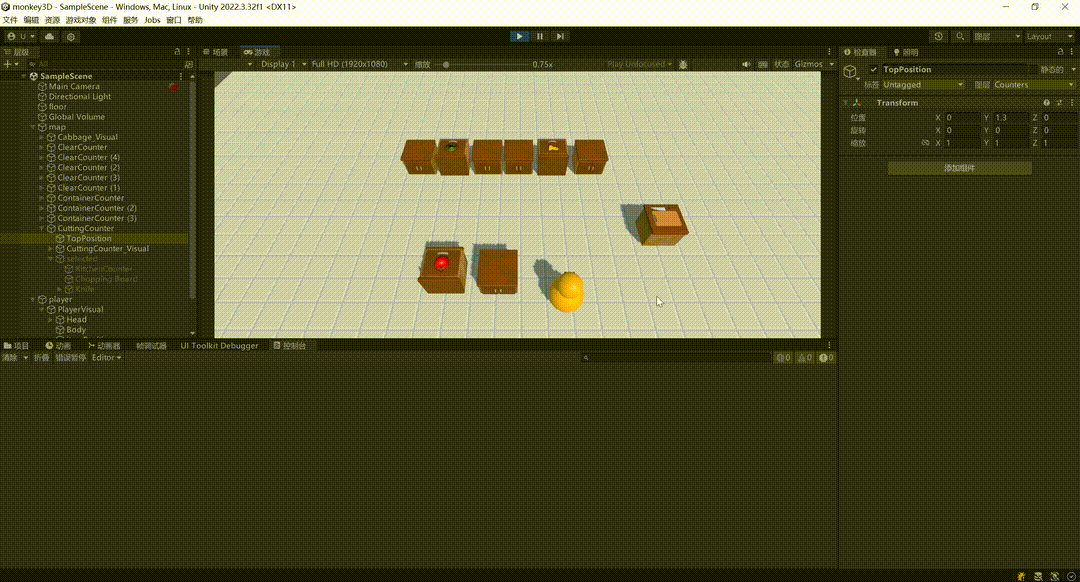 monkey3D - SampleScene - Windows, Mac, Linux - Unity 2022.3.32f1 <DX11>
文件 编辑 资源 游戏对象 组件 服务 Jobs 窗口 帮助
U 图层 Layout
层级 场景 游戏 检查器 照明
All Display 1 Full HD (1920x1080) 缩放 0.75x Play Unfocused 状态 Gizmos
SampleScene
Main Camera
Directional Light
floor
Global Volume
map
Cabbage_Visual
ClearCounter
ClearCounter (4)
ClearCounter (2)
ClearCounter (3)
ClearCounter (1)
ContainerCounter
ContainerCounter (2)
ContainerCounter (3)
CuttingCounter
TopPosition
CuttingCounter_Visual
selected
KitchenCounter
Chopping Board
Knife
player
PlayerVisual
Head
Body
TopPosition 静态的
标签 Untagged 图层 Counters
Transform
位置 X 0 Y 1.3 Z 0
旋转 X 0 Y 0 Z 0
缩放 X 1 Y 1 Z 1
添加组件
项目 动画 动画器 帧调试器 UI Toolkit Debugger 控制台
清除 折叠 错误暂停 Editor 0 0 0